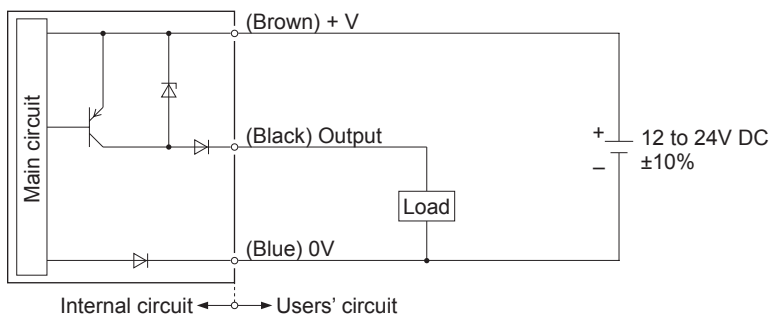 (Brown) + V
Main circuit
(Black) Output
+
12 to 24V DC
–
±10%
Load
(Blue) 0V
Internal circuit
Users' circuit